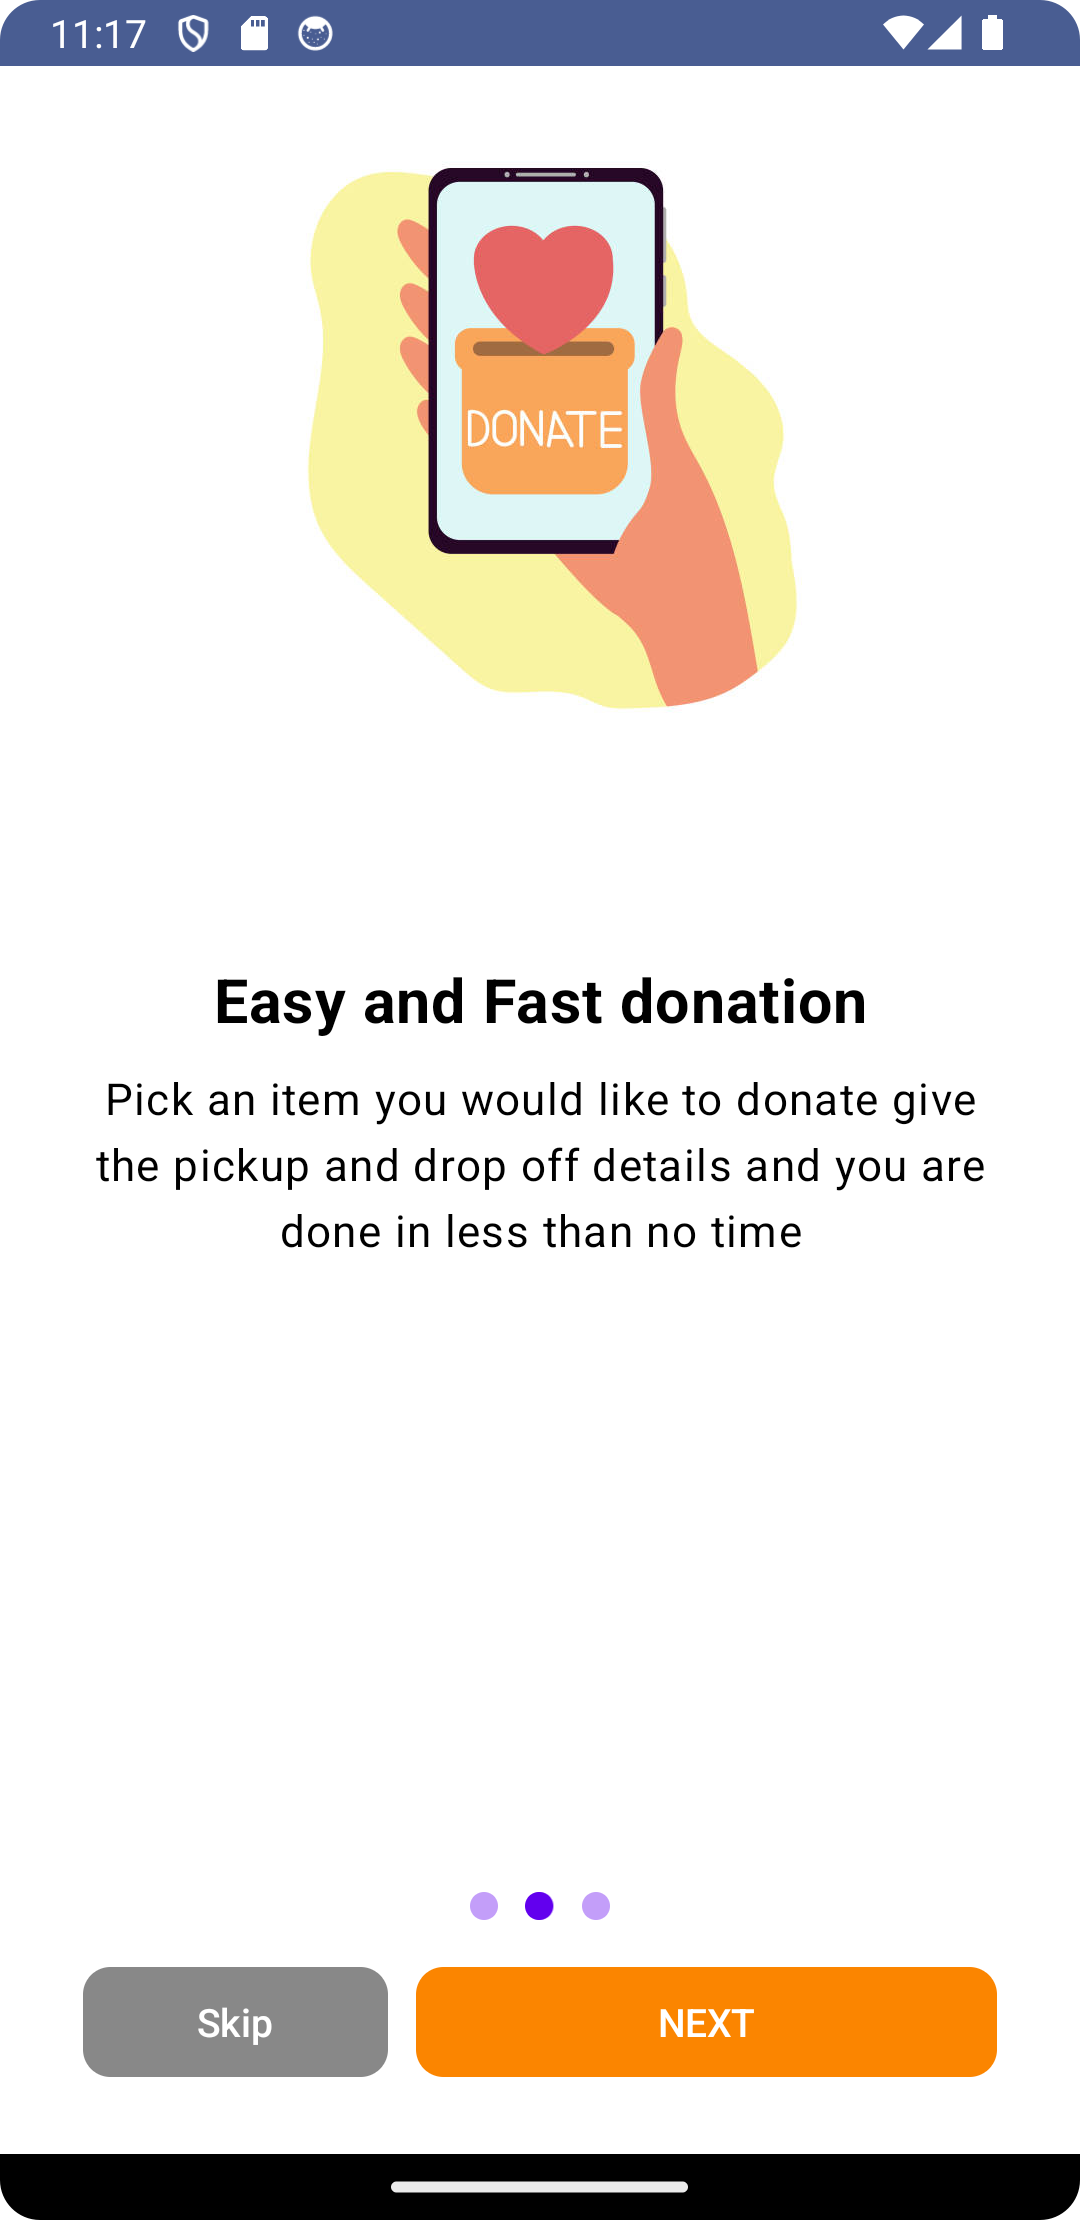 11:17
DONATE
Easy and Fast donation
Pick an item you would like to donate give
the pickup and drop off details and you are
done in less than no time
Skip
NEXT